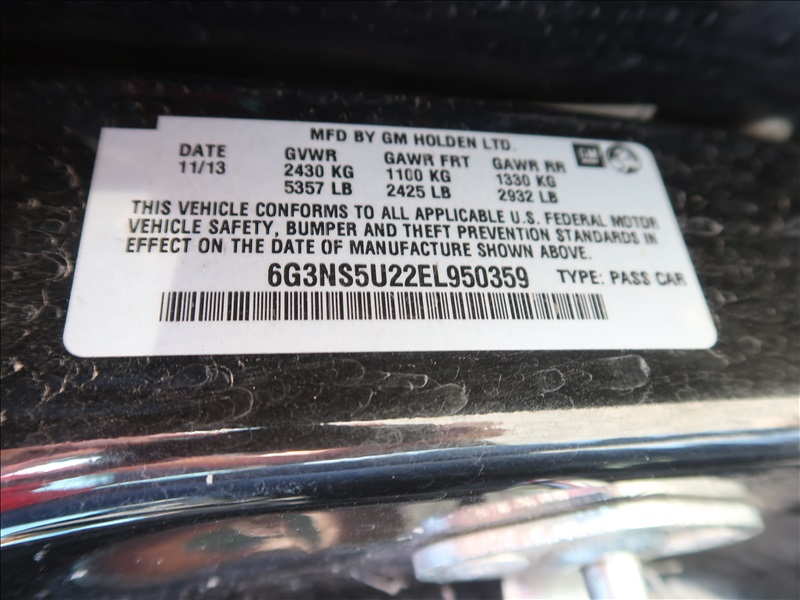 MFD BY GM HOLDEN LTD.
GM
DATE GVWR GAWR FRT GAWR RR
11/13 2430 KG 1100 KG 1330 KG
5357 LB 2425 LB 2932 LB
THIS VEHICLE CONFORMS TO ALL APPLICABLE U.S. FEDERAL MOTOR
VEHICLE SAFETY, BUMPER AND THEFT PREVENTION STANDARDS IN
EFFECT ON THE DATE OF MANUFACTURE SHOWN ABOVE.
6G3NS5U22EL950359 TYPE: PASS CAR